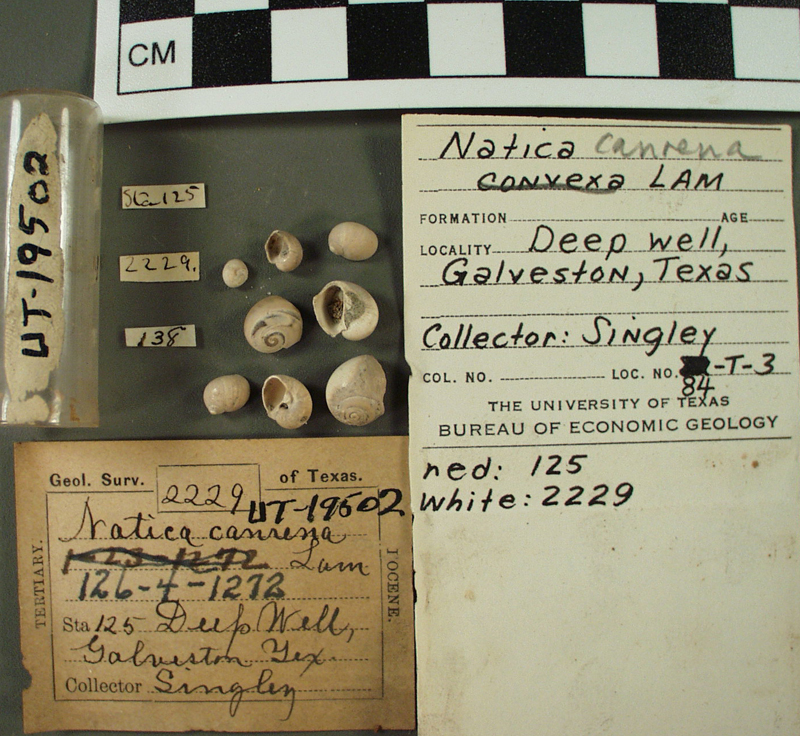 CM
UT-19502
Sta 125
2229.
138
Natica canrena
convexa LAM
FORMATION AGE
LOCALITY Deep well,
Galveston, Texas
Collector: Singley
COL. NO. LOC. NO. -T-3
84
THE UNIVERSITY OF TEXAS
BUREAU OF ECONOMIC GEOLOGY
red: 125
white: 2229
Geol. Surv. 2229 of Texas.
UT-19502
Natica canrena
Lam
126-4-1272
Sta 125 Deep Well,
Galveston Tex.
Collector Singley
TERTIARY.
IOCENE.